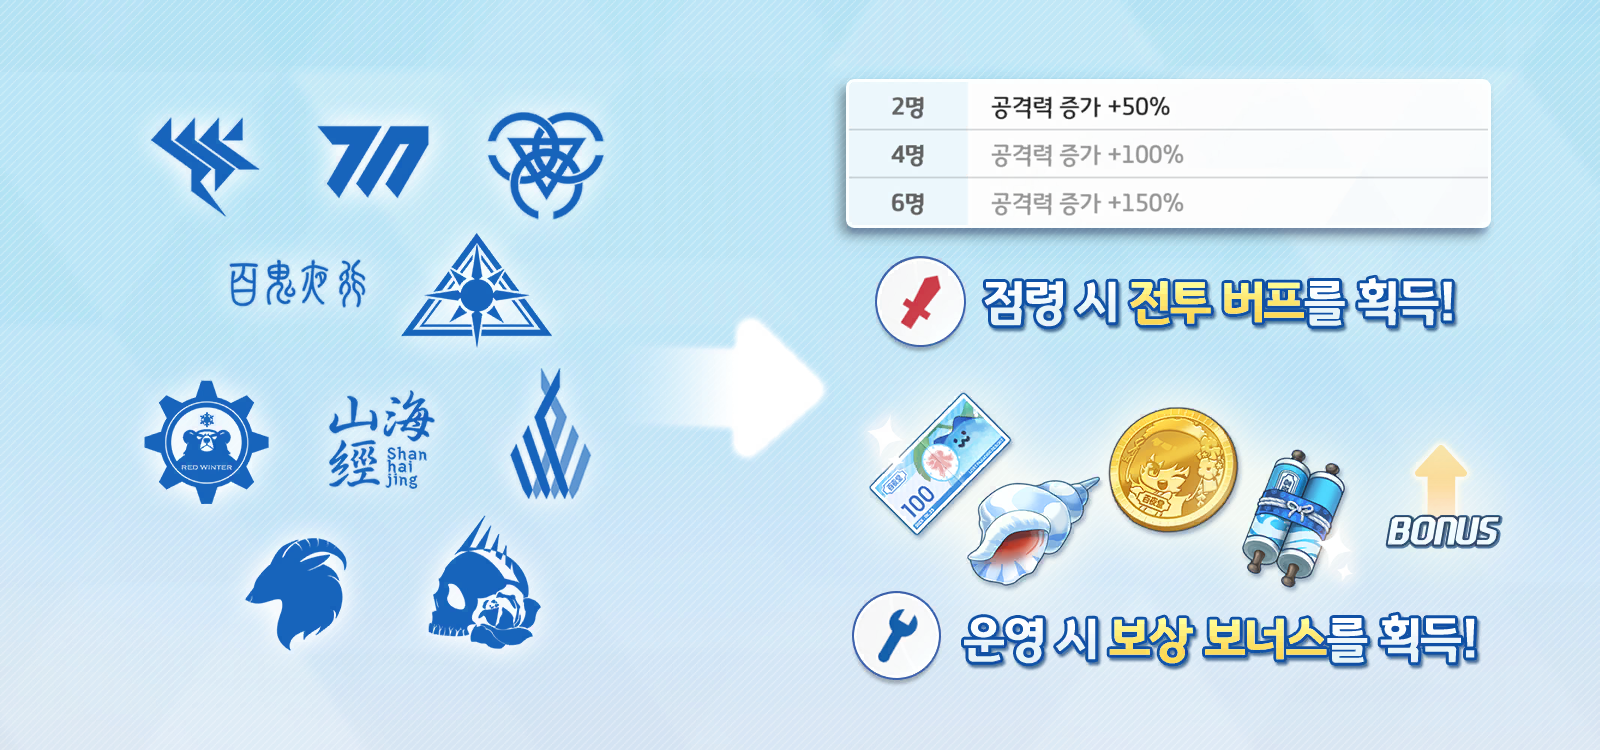 百鬼夜行
RED WINTER
山海
經
Shan
hai
jing
2명 공격력 증가 +50%
4명 공격력 증가 +100%
6명 공격력 증가 +150%
점령 시 전투 버프를 획득!
100
BONUS
운영 시 보상 보너스를 획득!